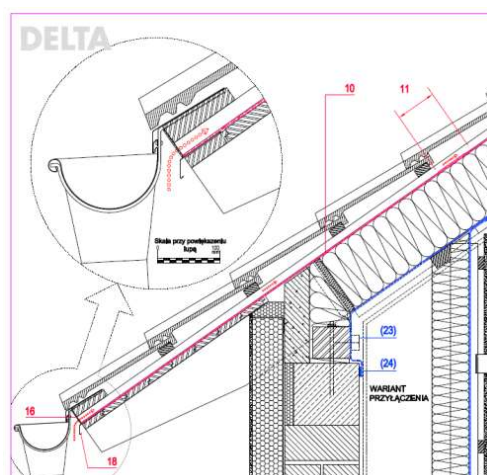 DELTA
10
11
Skala przy powiększeniu
lupą
(23)
(24)
WARIANT
PRZYŁĄCZENIA
16
18